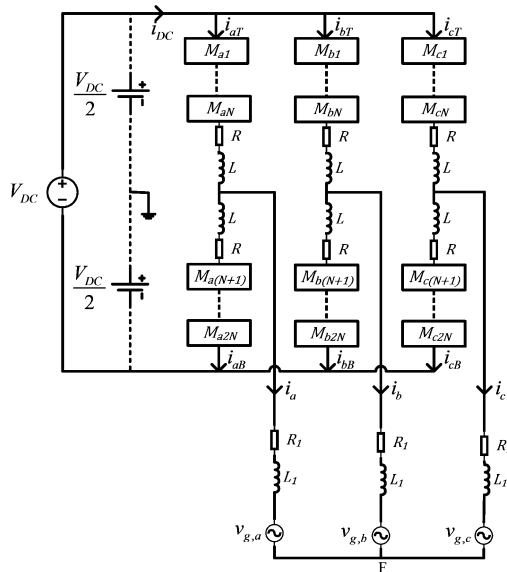 i_DC i_aT i_bT i_cT
M_a1 M_b1 M_c1
V_DC/2 + -
M_aN M_bN M_cN
R R R
L L L
V_DC + -
L L L
R R R
V_DC/2 + -
M_a(N+1) M_b(N+1) M_c(N+1)
M_a2N M_b2N M_c2N
i_aB i_bB i_cB
i_a i_b i_c
R_1 R_1 R
L_1 L_1 L_1
v_g,a v_g,b v_g,c